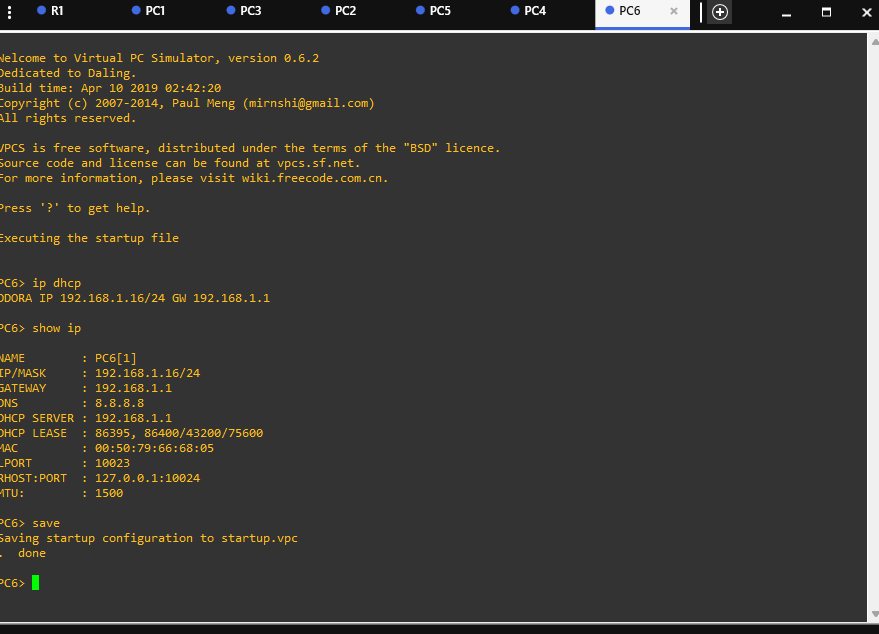 R1 PC1 PC3 PC2 PC5 PC4 PC6
Welcome to Virtual PC Simulator, version 0.6.2
Dedicated to Daling.
Build time: Apr 10 2019 02:42:20
Copyright (c) 2007-2014, Paul Meng (mirnshi@gmail.com)
All rights reserved.
VPCS is free software, distributed under the terms of the "BSD" licence.
Source code and license can be found at vpcs.sf.net.
For more information, please visit wiki.freecode.com.cn.
Press '?' to get help.
Executing the startup file
PC6> ip dhcp
DDORA IP 192.168.1.16/24 GW 192.168.1.1
PC6> show ip
NAME : PC6[1]
IP/MASK : 192.168.1.16/24
GATEWAY : 192.168.1.1
DNS : 8.8.8.8
DHCP SERVER : 192.168.1.1
DHCP LEASE : 86395, 86400/43200/75600
MAC : 00:50:79:66:68:05
LPORT : 10023
RHOST:PORT : 127.0.0.1:10024
MTU: : 1500
PC6> save
Saving startup configuration to startup.vpc
. done
PC6>